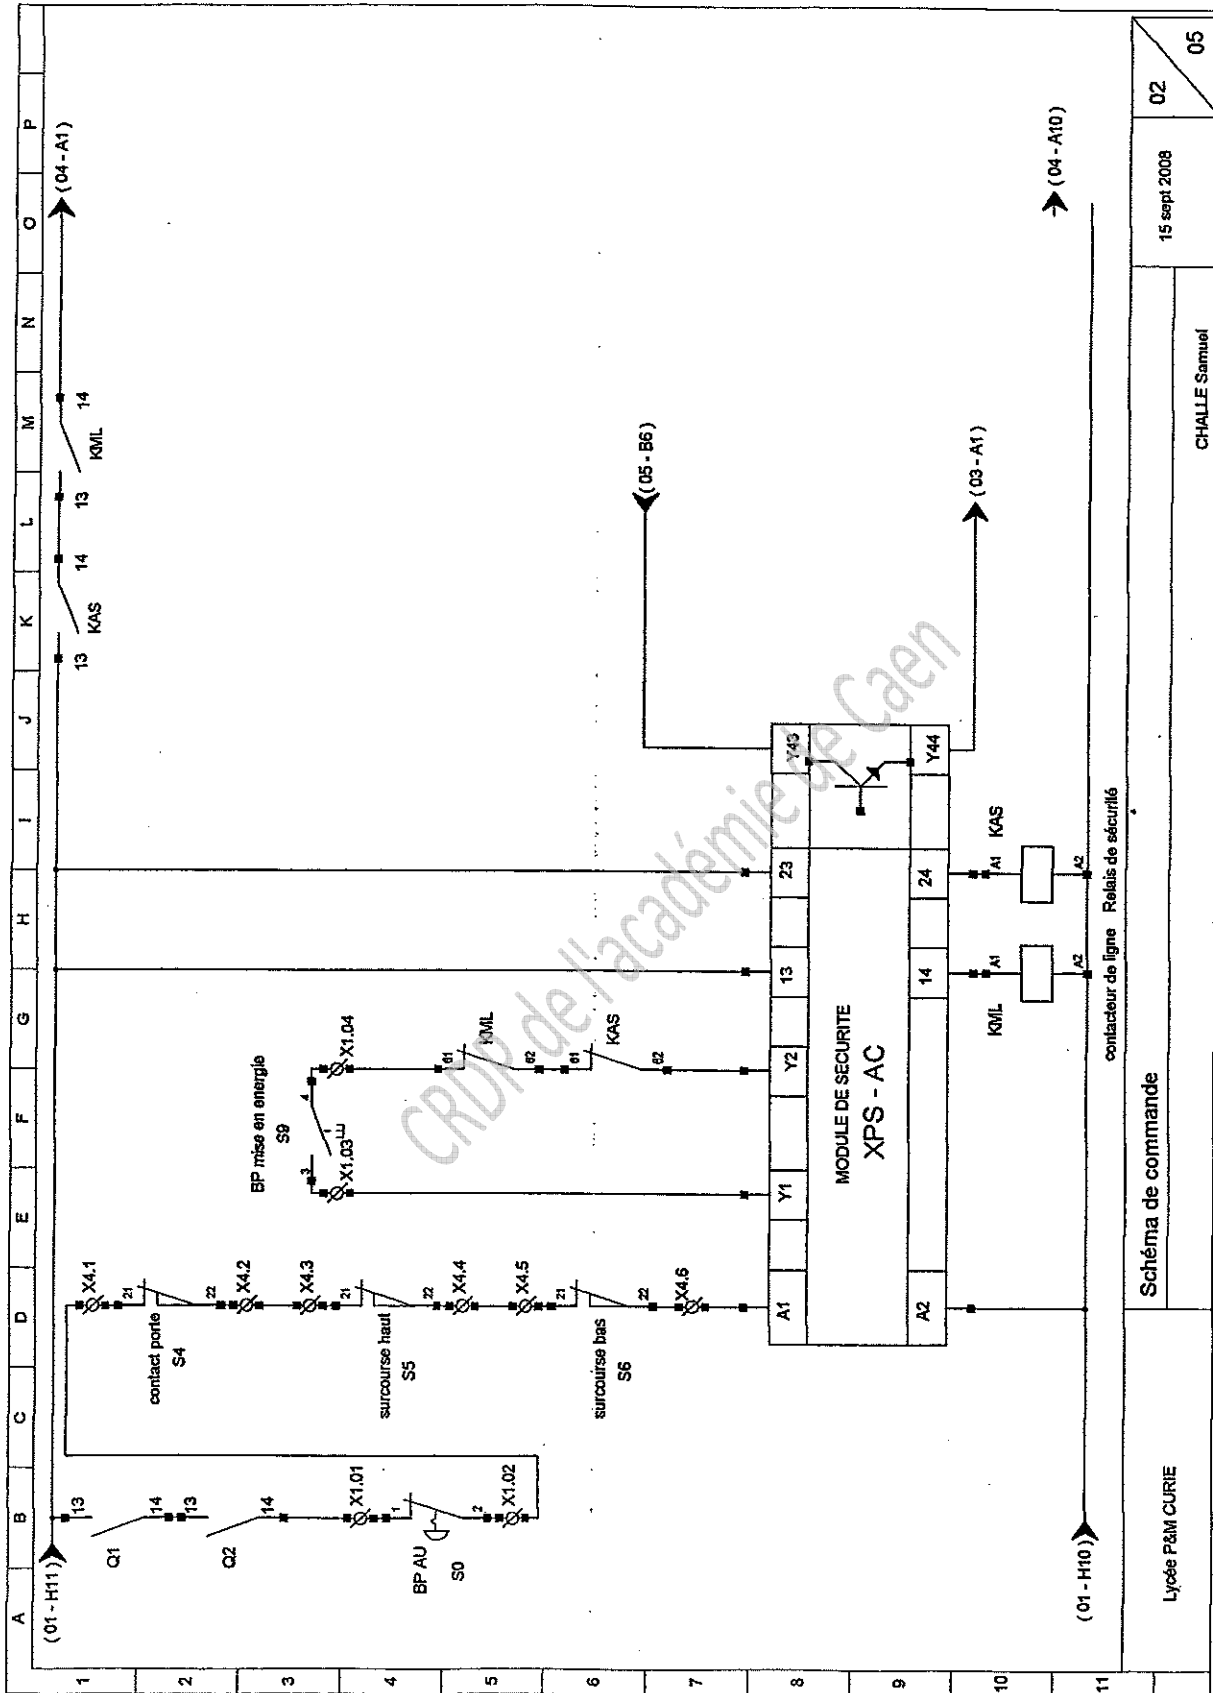 A B C D E F G H I J K L M N O P
1
2
3
4
5
6
7
8
9
10
11
( 01 - H11 )
13
Q1
14
13
Q2
14
X1.01
1
BP AU
S0
2
X1.02
X4.1
21
contact porte
S4
22
X4.2
X4.3
21
surcourse haut
S5
22
X4.4
X4.5
21
surcourse bas
S6
22
X4.6
BP mise en energie
S9
3
4
X1.03
X1.04
61
KML
62
61
KAS
62
13
KAS
14
13
KML
14
( 04 - A1 )
( 05 - B6 )
A1
Y1
Y2
13
23
Y43
MODULE DE SECURITE
XPS - AC
A2
14
24
Y44
( 03 - A1 )
KML
A1
A2
KAS
A1
A2
contacteur de ligne
Relais de sécurité
( 01 - H10 )
( 04 - A10 )
CRDP de l'académie de Caen
Lycée P&M CURIE
Schéma de commande
CHALLE Samuel
15 sept 2008
02
05